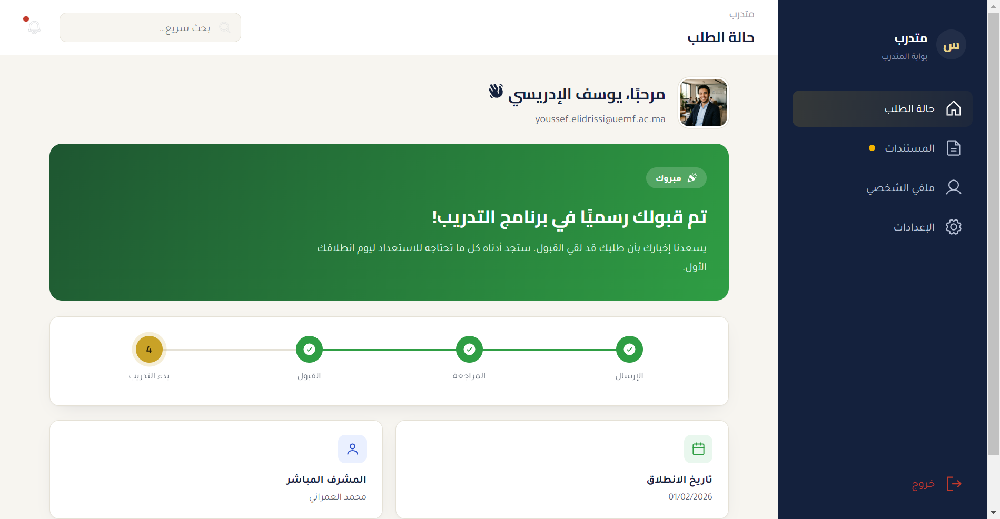 س
متدرب
بوابة المتدرب
حالة الطلب
المستندات
ملفي الشخصي
الإعدادات
خروج
متدرب
حالة الطلب
بحث سريع...
مرحبًا، يوسف الإدريسي 👋
youssef.elidrissi@uemf.ac.ma
مبروك
تم قبولك رسميًا في برنامج التدريب!
يسعدنا إخبارك بأن طلبك قد لقي القبول. ستجد أدناه كل ما تحتاجه للاستعداد ليوم انطلاقك
الأول.
الإرسال
المراجعة
القبول
4
بدء التدريب
تاريخ الانطلاق
01/02/2026
المشرف المباشر
محمد العمراني